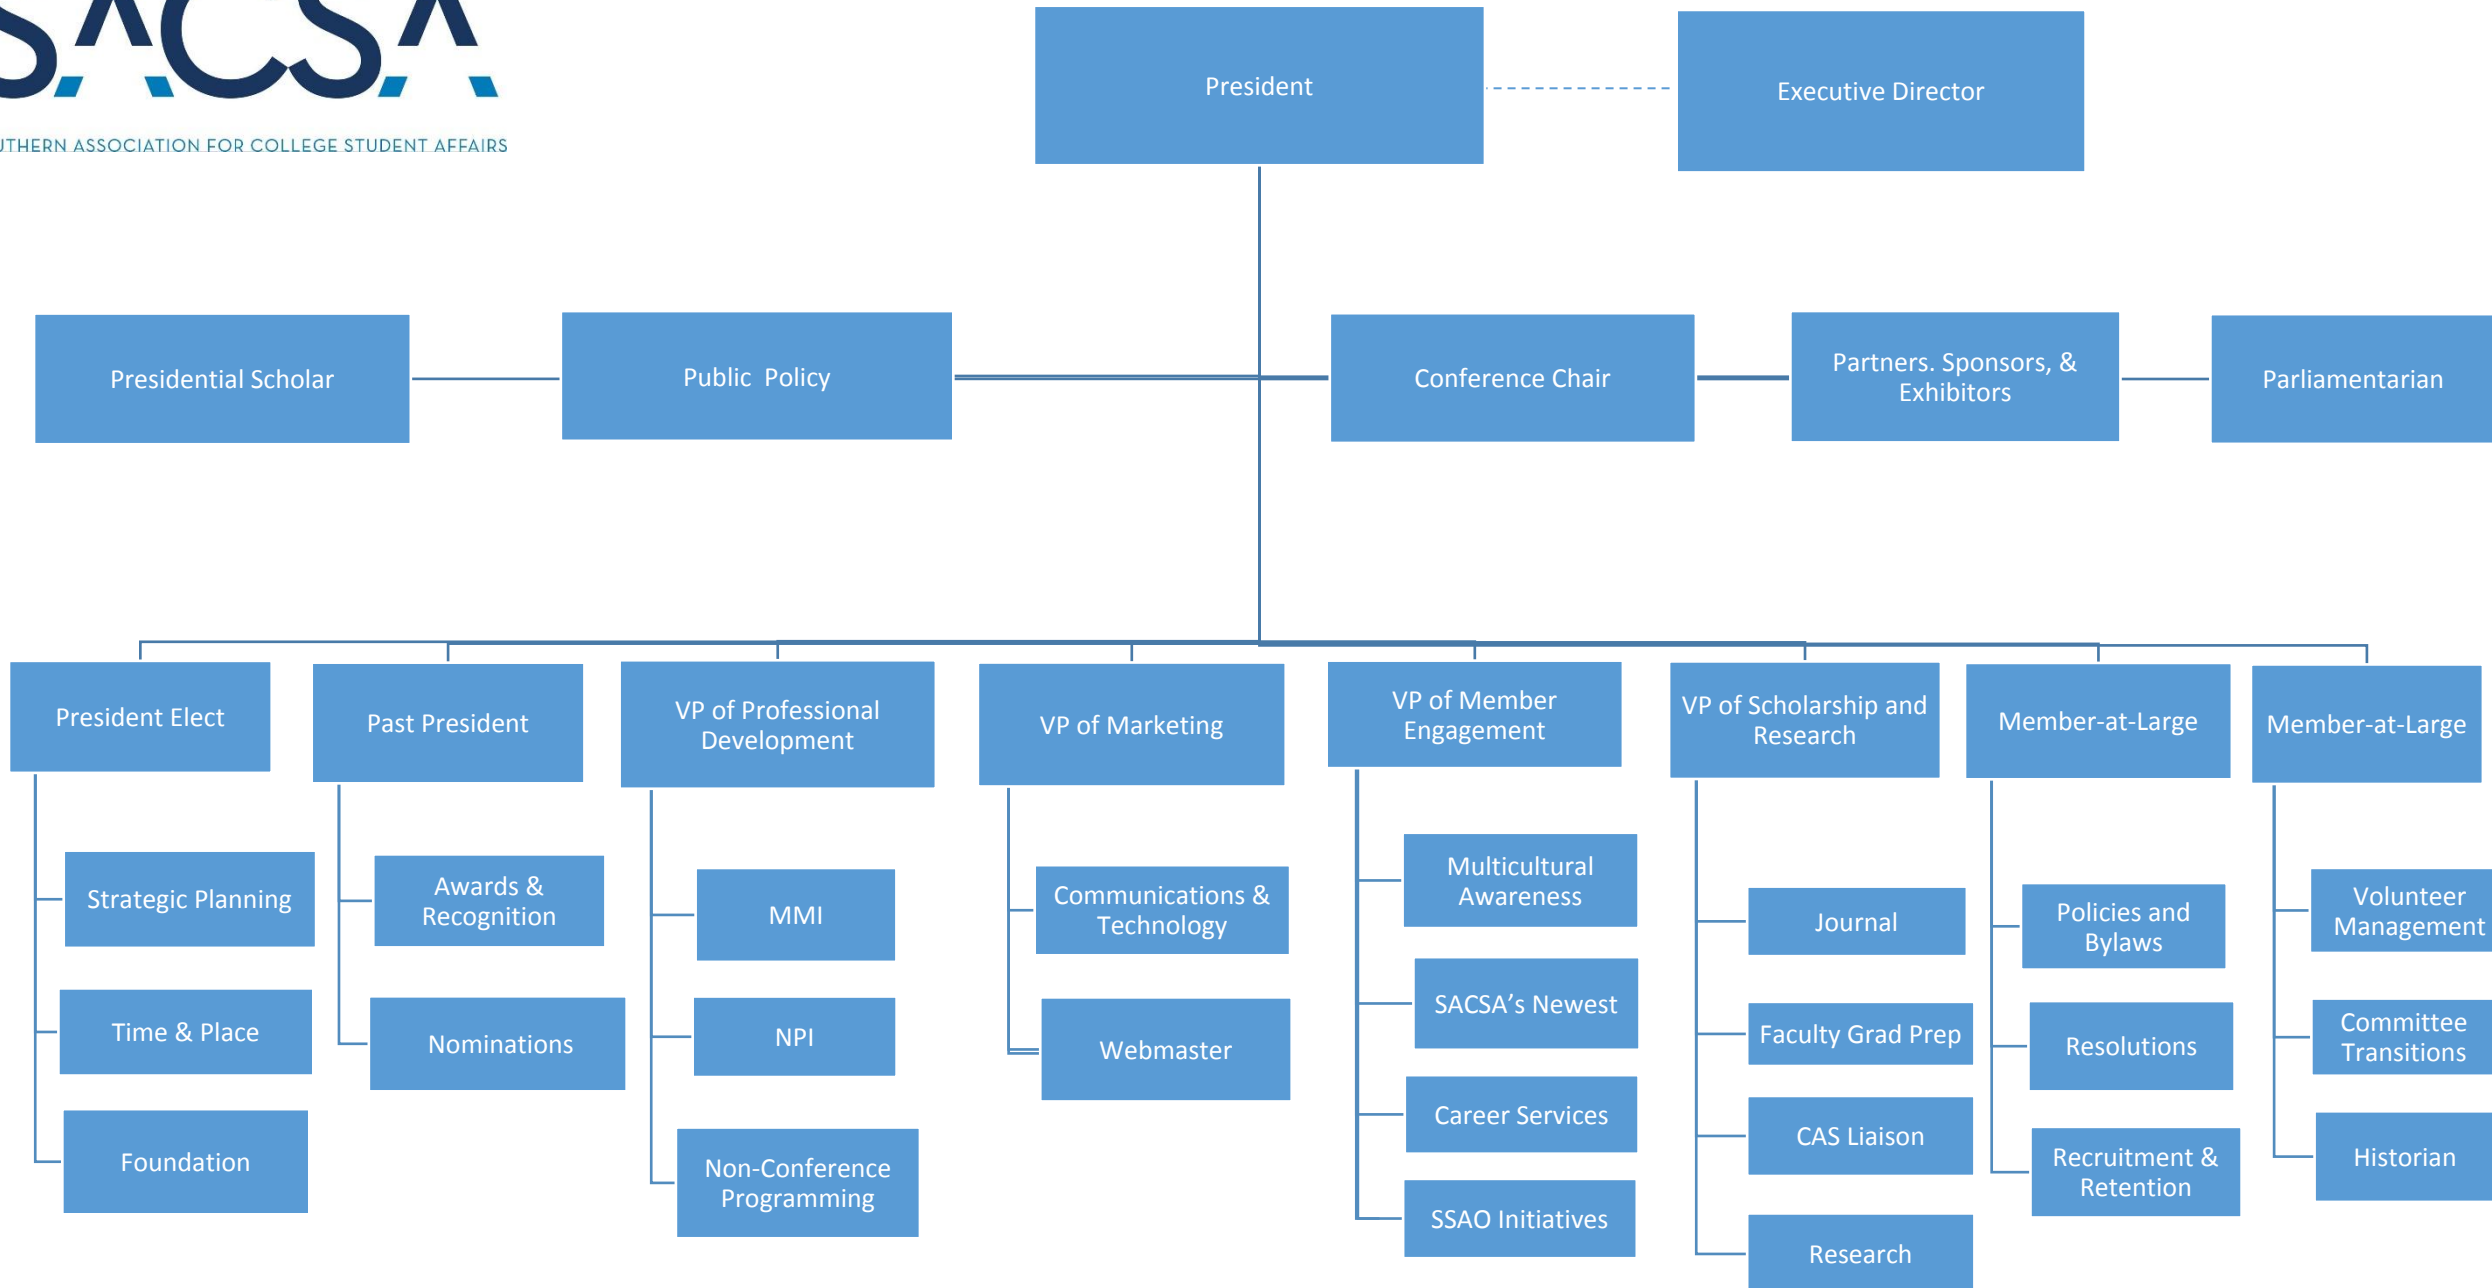 SACSA
UTHERN ASSOCIATION FOR COLLEGE STUDENT AFFAIRS
President
Executive Director
Presidential Scholar
Public  Policy
Conference Chair
Partners. Sponsors, &
Exhibitors
Parliamentarian
President Elect
Past President
VP of Professional
Development
VP of Marketing
VP of Member
Engagement
VP of Scholarship and
Research
Member-at-Large
Member-at-Large
Strategic Planning
Time & Place
Foundation
Awards &
Recognition
Nominations
MMI
NPI
Non-Conference
Programming
Communications &
Technology
Webmaster
Multicultural
Awareness
SACSA’s Newest
Career Services
SSAO Initiatives
Journal
Faculty Grad Prep
CAS Liaison
Research
Policies and
Bylaws
Resolutions
Recruitment &
Retention
Volunteer
Management
Committee
Transitions
Historian